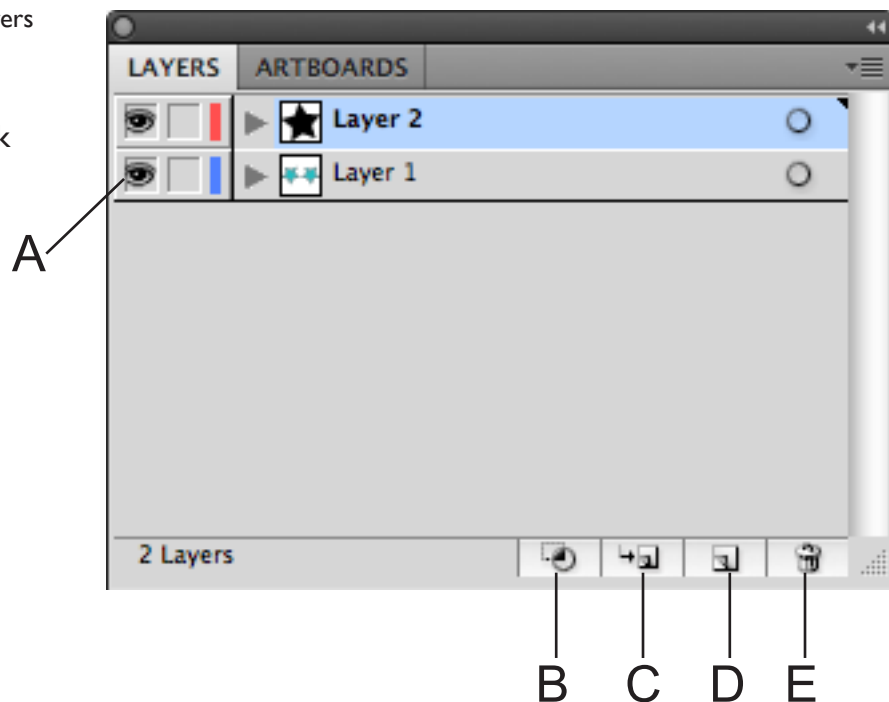 ers
k
LAYERS ARTBOARDS
Layer 2
Layer 1
A
2 Layers
B C D E